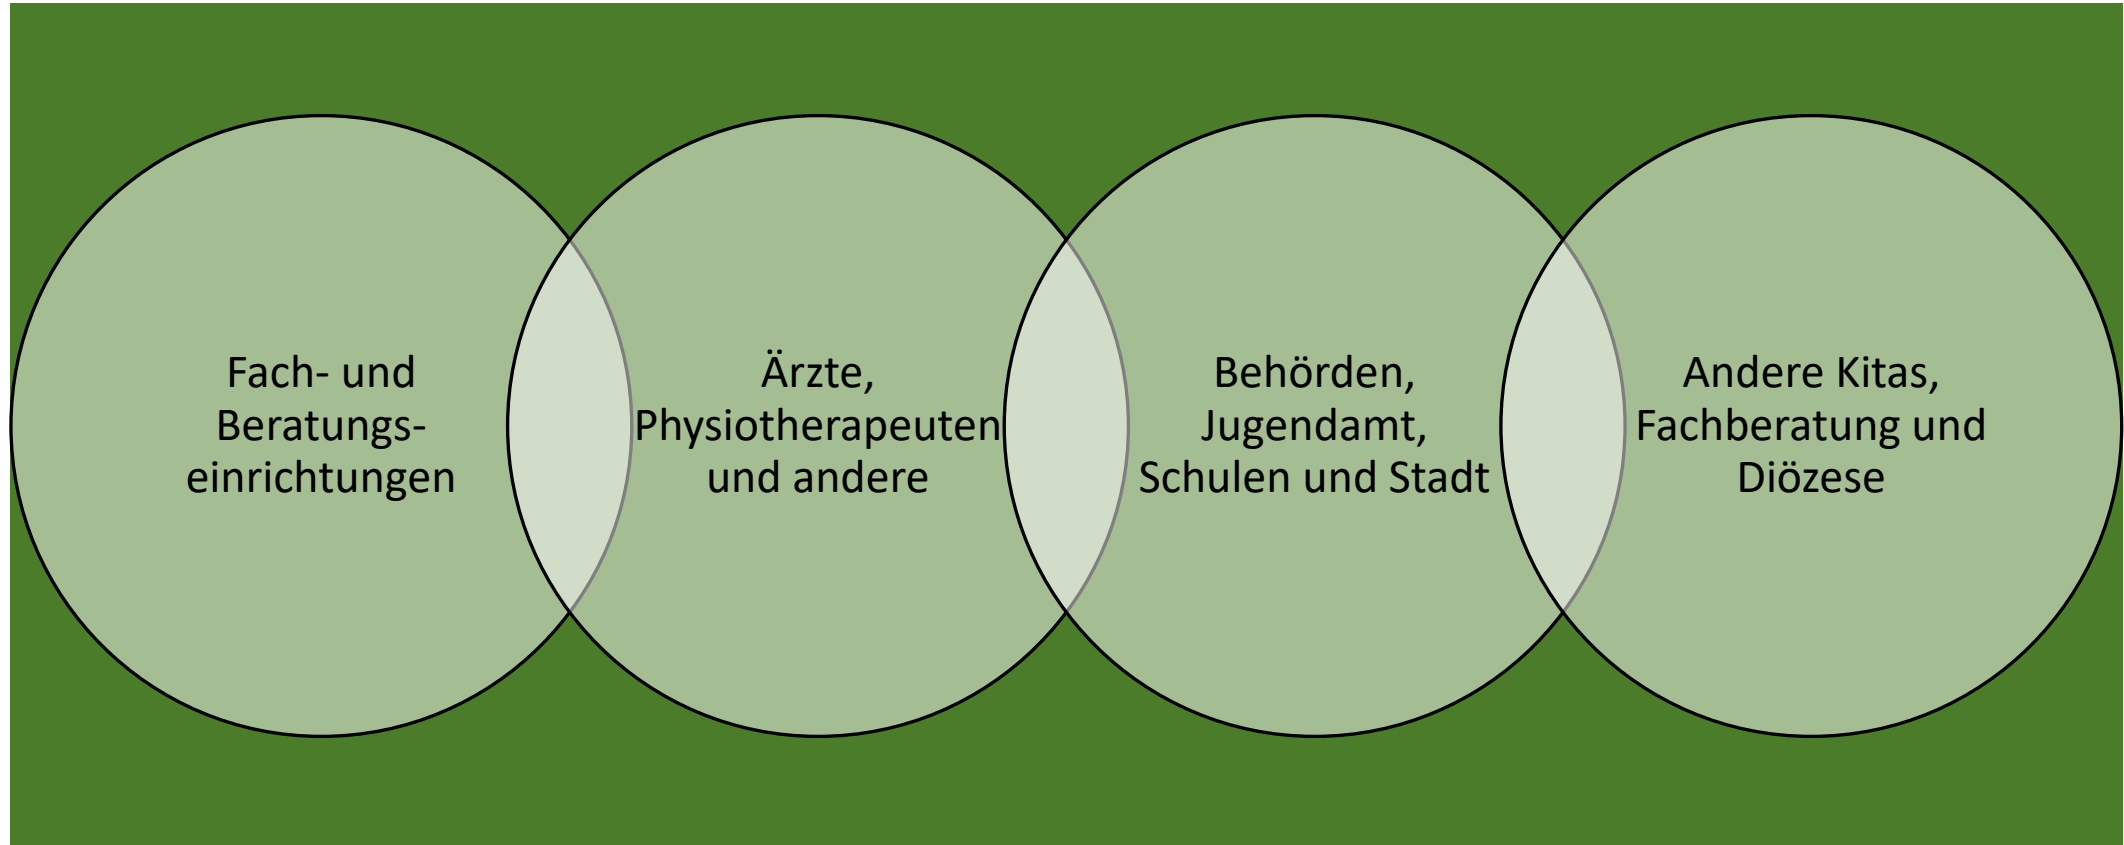 Fach- und
Beratungs-
einrichtungen
Ärzte,
Physiotherapeuten
und andere
Behörden,
Jugendamt,
Schulen und Stadt
Andere Kitas,
Fachberatung und
Diözese